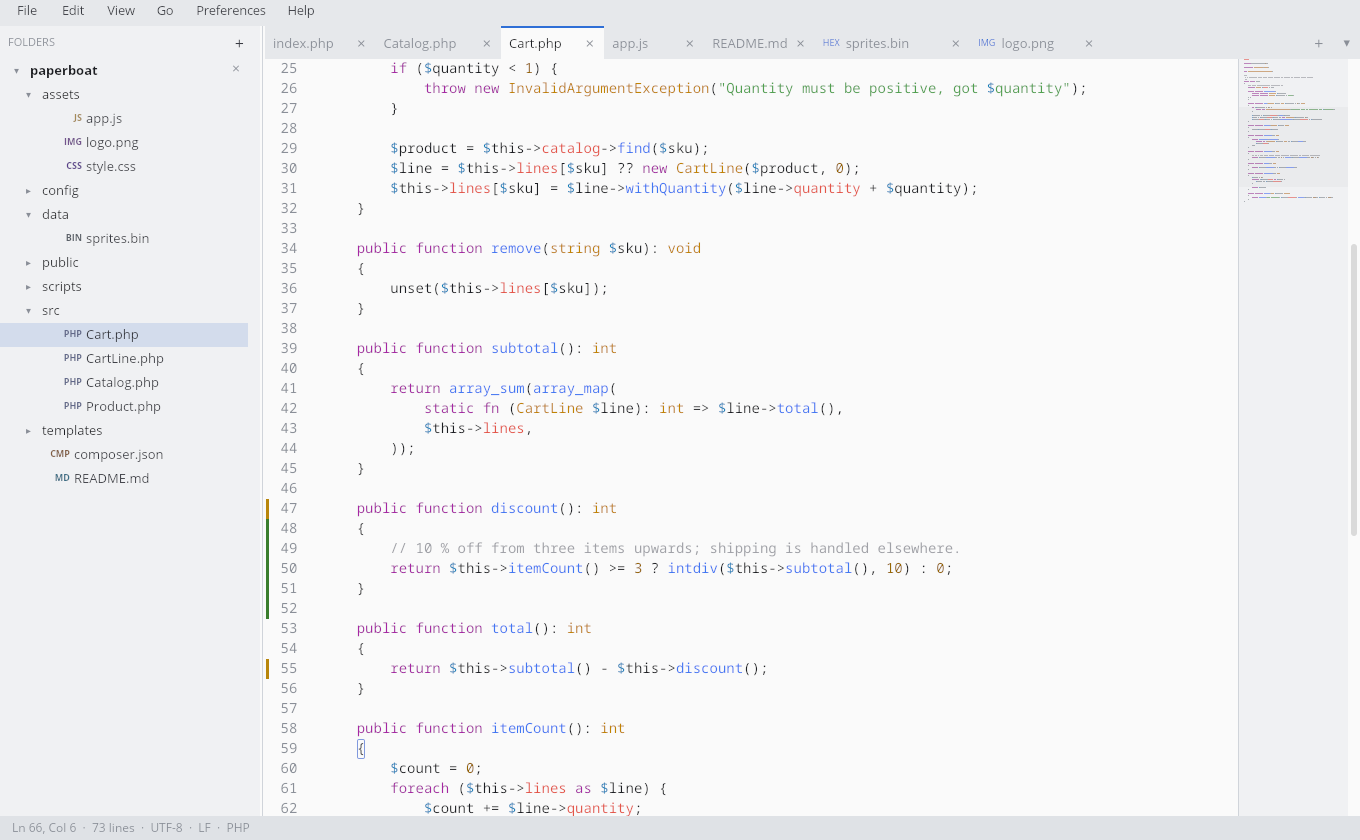 File Edit View Go Preferences Help
FOLDERS +
index.php × Catalog.php × Cart.php × app.js × README.md × HEX sprites.bin × IMG logo.png × + ▾
▾ paperboat ×
▾ assets
JS app.js
IMG logo.png
CSS style.css
▸ config
▾ data
BIN sprites.bin
▸ public
▸ scripts
▾ src
PHP Cart.php
PHP CartLine.php
PHP Catalog.php
PHP Product.php
▸ templates
CMP composer.json
MD README.md
25         if ($quantity < 1) {
26             throw new InvalidArgumentException("Quantity must be positive, got $quantity");
27         }
28
29         $product = $this->catalog->find($sku);
30         $line = $this->lines[$sku] ?? new CartLine($product, 0);
31         $this->lines[$sku] = $line->withQuantity($line->quantity + $quantity);
32     }
33
34     public function remove(string $sku): void
35     {
36         unset($this->lines[$sku]);
37     }
38
39     public function subtotal(): int
40     {
41         return array_sum(array_map(
42             static fn (CartLine $line): int => $line->total(),
43             $this->lines,
44         ));
45     }
46
47     public function discount(): int
48     {
49         // 10 % off from three items upwards; shipping is handled elsewhere.
50         return $this->itemCount() >= 3 ? intdiv($this->subtotal(), 10) : 0;
51     }
52
53     public function total(): int
54     {
55         return $this->subtotal() - $this->discount();
56     }
57
58     public function itemCount(): int
59     {
60         $count = 0;
61         foreach ($this->lines as $line) {
62             $count += $line->quantity;
Ln 66, Col 6 · 73 lines · UTF-8 · LF · PHP